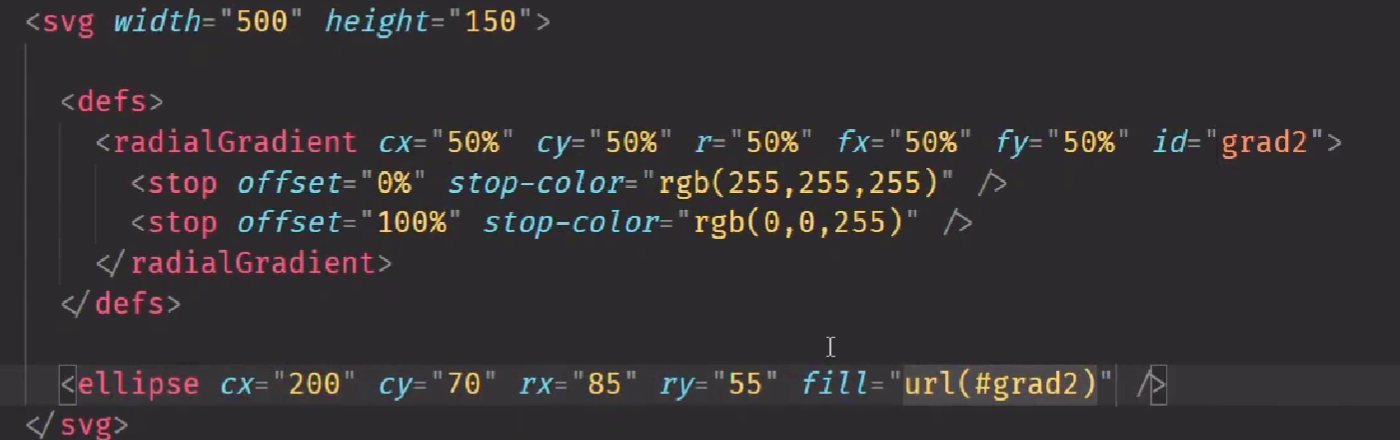 <svg width="500" height="150">
<defs>
<radialGradient cx="50%" cy="50%" r="50%" fx="50%" fy="50%" id="grad2">
<stop offset="0%" stop-color="rgb(255,255,255)" />
<stop offset="100%" stop-color="rgb(0,0,255)" />
</radialGradient>
</defs>
<ellipse cx="200" cy="70" rx="85" ry="55" fill="url(#grad2)" />
</svg>